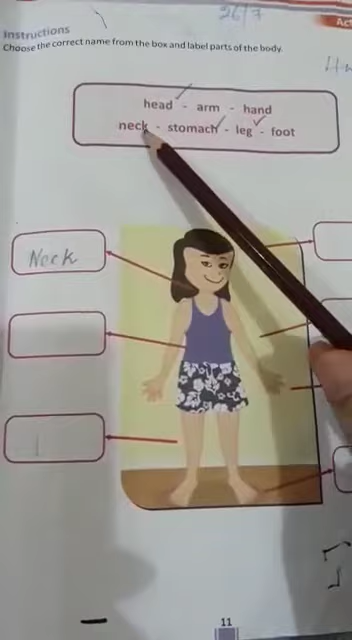 26/7
Act
Instructions
Choose the correct name from the box and label parts of the body.
head - arm - hand
neck - stomach - leg - foot
Neck
11